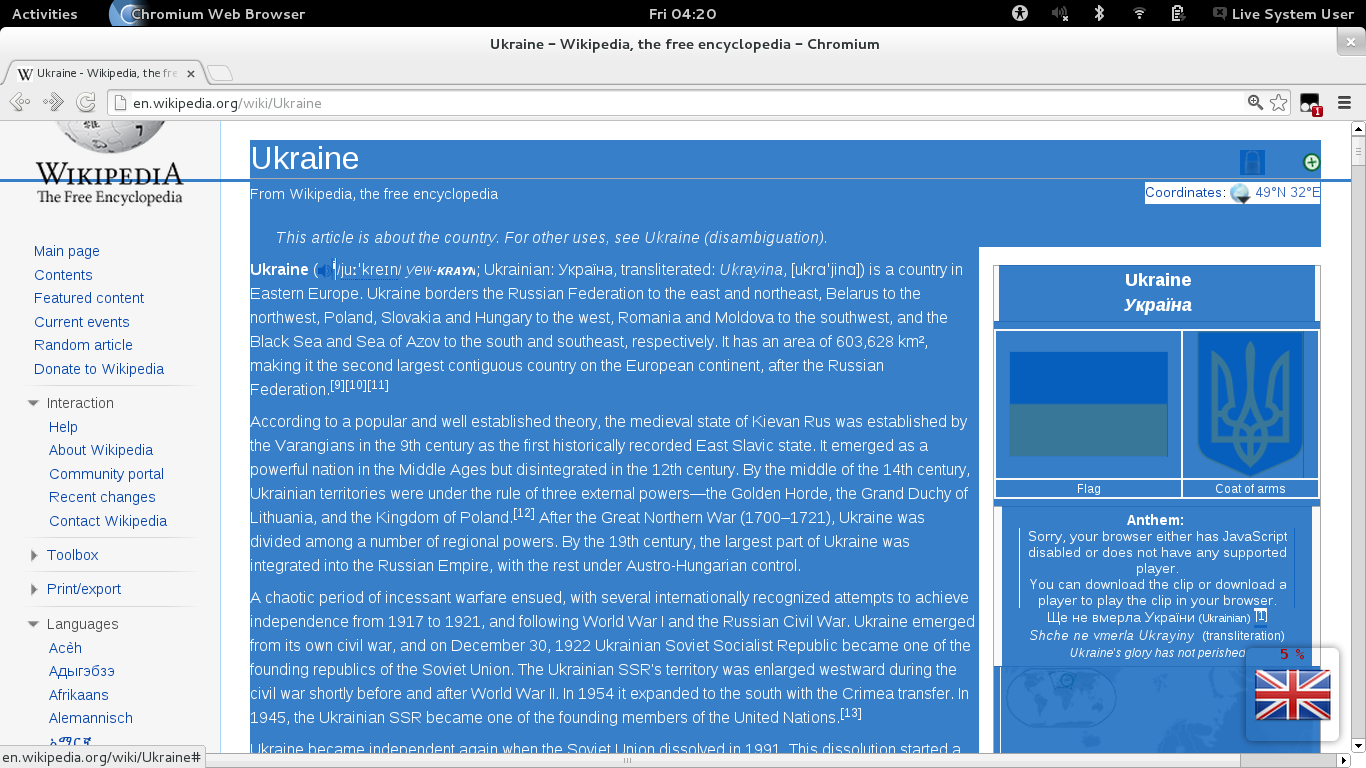 Activities Chromium Web Browser Fri 04:20 Live System User
Ukraine - Wikipedia, the free encyclopedia - Chromium
Ukraine - Wikipedia, the fre
en.wikipedia.org/wiki/Ukraine
WIKIPEDIA
The Free Encyclopedia
Main page
Contents
Featured content
Current events
Random article
Donate to Wikipedia
Interaction
Help
About Wikipedia
Community portal
Recent changes
Contact Wikipedia
Toolbox
Print/export
Languages
Acèh
Адыгэбзэ
Afrikaans
Alemannisch
አማርኛ
en.wikipedia.org/wiki/Ukraine#
Ukraine
From Wikipedia, the free encyclopedia
Coordinates: 49°N 32°E
This article is about the country. For other uses, see Ukraine (disambiguation).
Ukraine (/juːˈkreɪn/ yew-KRAYN; Ukrainian: Україна, transliterated: Ukrayina, [ukrɑˈjinɑ]) is a country in
Eastern Europe. Ukraine borders the Russian Federation to the east and northeast, Belarus to the
northwest, Poland, Slovakia and Hungary to the west, Romania and Moldova to the southwest, and the
Black Sea and Sea of Azov to the south and southeast, respectively. It has an area of 603,628 km²,
making it the second largest contiguous country on the European continent, after the Russian
Federation.[9][10][11]
According to a popular and well established theory, the medieval state of Kievan Rus was established by
the Varangians in the 9th century as the first historically recorded East Slavic state. It emerged as a
powerful nation in the Middle Ages but disintegrated in the 12th century. By the middle of the 14th century,
Ukrainian territories were under the rule of three external powers—the Golden Horde, the Grand Duchy of
Lithuania, and the Kingdom of Poland.[12] After the Great Northern War (1700–1721), Ukraine was
divided among a number of regional powers. By the 19th century, the largest part of Ukraine was
integrated into the Russian Empire, with the rest under Austro-Hungarian control.
A chaotic period of incessant warfare ensued, with several internationally recognized attempts to achieve
independence from 1917 to 1921, and following World War I and the Russian Civil War. Ukraine emerged
from its own civil war, and on December 30, 1922 Ukrainian Soviet Socialist Republic became one of the
founding republics of the Soviet Union. The Ukrainian SSR's territory was enlarged westward during the
civil war shortly before and after World War II. In 1954 it expanded to the south with the Crimea transfer. In
1945, the Ukrainian SSR became one of the founding members of the United Nations.[13]
Ukraine became independent again when the Soviet Union dissolved in 1991. This dissolution started a
Ukraine
Україна
Flag Coat of arms
Anthem:
Sorry, your browser either has JavaScript
disabled or does not have any supported
player.
You can download the clip or download a
player to play the clip in your browser.
Ще не вмерла України (Ukrainian) [1]
Shche ne vmerla Ukrayiny (transliteration)
Ukraine's glory has not perished
5 %